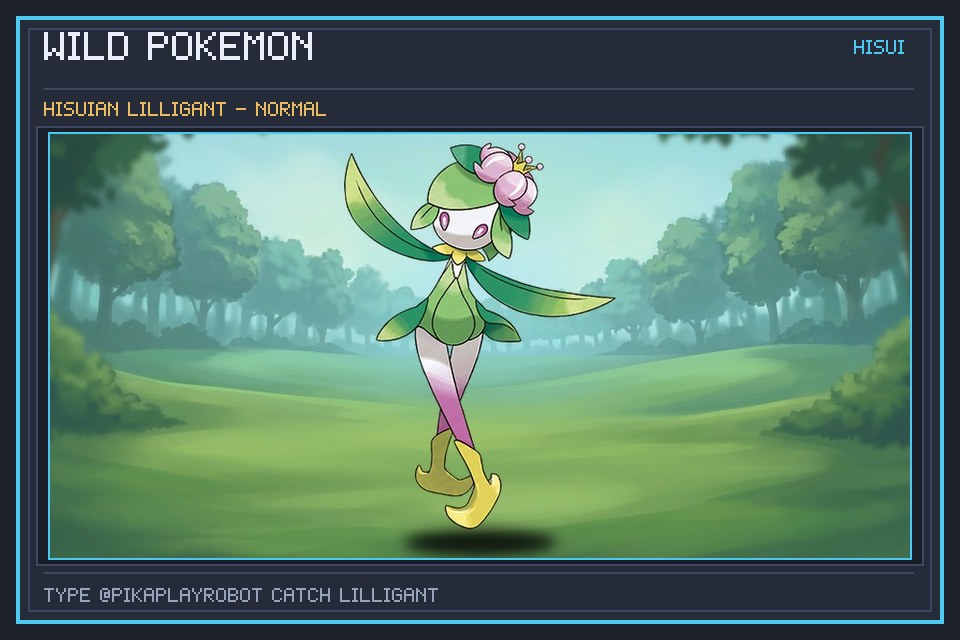 WILD POKEMON
HISUI
HISUIAN LILLIGANT - NORMAL
TYPE @PIKAPLAYROBOT CATCH LILLIGANT